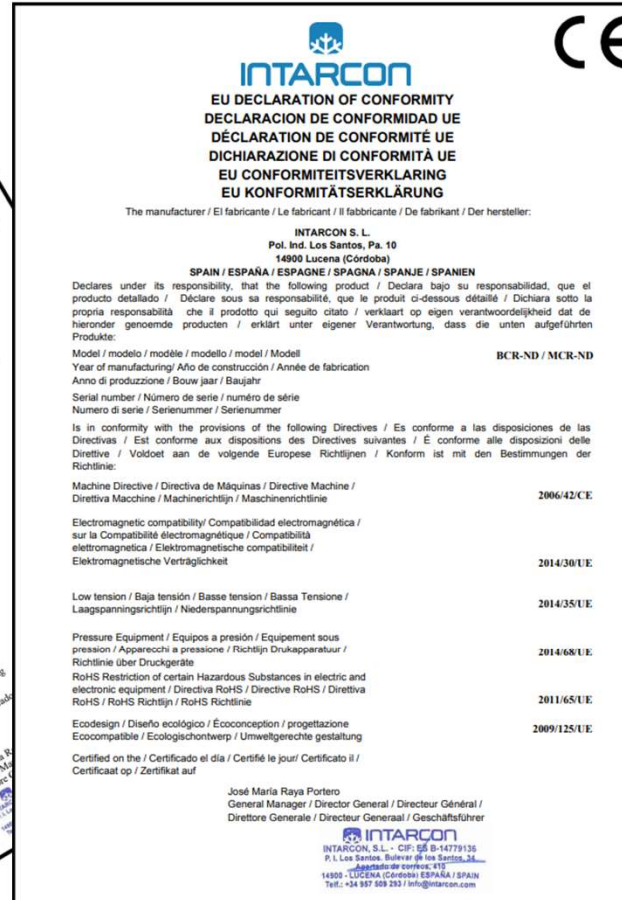 CE
INTARCON
EU DECLARATION OF CONFORMITY
DECLARACION DE CONFORMIDAD UE
DÉCLARATION DE CONFORMITÉ UE
DICHIARAZIONE DI CONFORMITÀ UE
EU CONFORMITEITSVERKLARING
EU KONFORMITÄTSERKLÄRUNG
The manufacturer / El fabricante / Le fabricant / Il fabbricante / De fabrikant / Der hersteller:
INTARCON S. L.
Pol. Ind. Los Santos, Pa. 10
14900 Lucena (Córdoba)
SPAIN / ESPAÑA / ESPAGNE / SPAGNA / SPANJE / SPANIEN
Declares under its responsibility, that the following product / Declara bajo su responsabilidad, que el
producto detallado / Déclare sous sa responsabilité, que le produit ci-dessous détaillé / Dichiara sotto la
propria responsabilità che il prodotto qui seguito citato / verklaart op eigen verantwoordelijkheid dat de
hieronder genoemde producten / erklärt unter eigener Verantwortung, dass die unten aufgeführten
Produkte:
Model / modelo / modèle / modello / model / Modell BCR-ND / MCR-ND
Year of manufacturing/ Año de construcción / Année de fabrication
Anno di produzzione / Bouw jaar / Baujahr
Serial number / Número de serie / numéro de série
Numero di serie / Serienummer / Serienummer
Is in conformity with the provisions of the following Directives / Es conforme a las disposiciones de las
Directivas / Est conforme aux dispositions des Directives suivantes / É conforme alle disposizioni delle
Direttive / Voldoet aan de volgende Europese Richtlijnen / Konform ist mit den Bestimmungen der
Richtlinie:
Machine Directive / Directiva de Máquinas / Directive Machine /
Direttiva Macchine / Machinerichtlijn / Maschinenrichtlinie 2006/42/CE
Electromagnetic compatibility/ Compatibilidad electromagnética /
sur la Compatibilité électromagnétique / Compatibilità
elettromagnetica / Elektromagnetische compatibiliteit /
Elektromagnetische Verträglichkeit 2014/30/UE
Low tension / Baja tensión / Basse tension / Bassa Tensione /
Laagspanningsrichtlijn / Niederspannungsrichtlinie 2014/35/UE
Pressure Equipment / Equipos a presión / Equipement sous
pression / Apparecchi a pressione / Richtlijn Drukapparatuur /
Richtlinie über Druckgeräte 2014/68/UE
RoHS Restriction of certain Hazardous Substances in electric and
electronic equipment / Directiva RoHS / Directive RoHS / Direttiva
RoHS / RoHS Richtlijn / RoHS Richtlinie 2011/65/UE
Ecodesign / Diseño ecológico / Écoconception / progettazione
Ecocompatible / Ecologischontwerp / Umweltgerechte gestaltung 2009/125/UE
Certified on the / Certificado el día / Certifié le jour/ Certificato il /
Certificaat op / Zertifikat auf
José María Raya Portero
General Manager / Director General / Directeur Général /
Direttore Generale / Directeur Generaal / Geschäftsführer
INTARCON
INTARCON, S.L. - CIF: ES B-14779136
P. I. Los Santos. Bulevar de los Santos, 34
Apartado de correos, 410
14900 - LUCENA (Córdoba) ESPAÑA / SPAIN
Telf.: +34 957 509 293 / info@intarcon.com